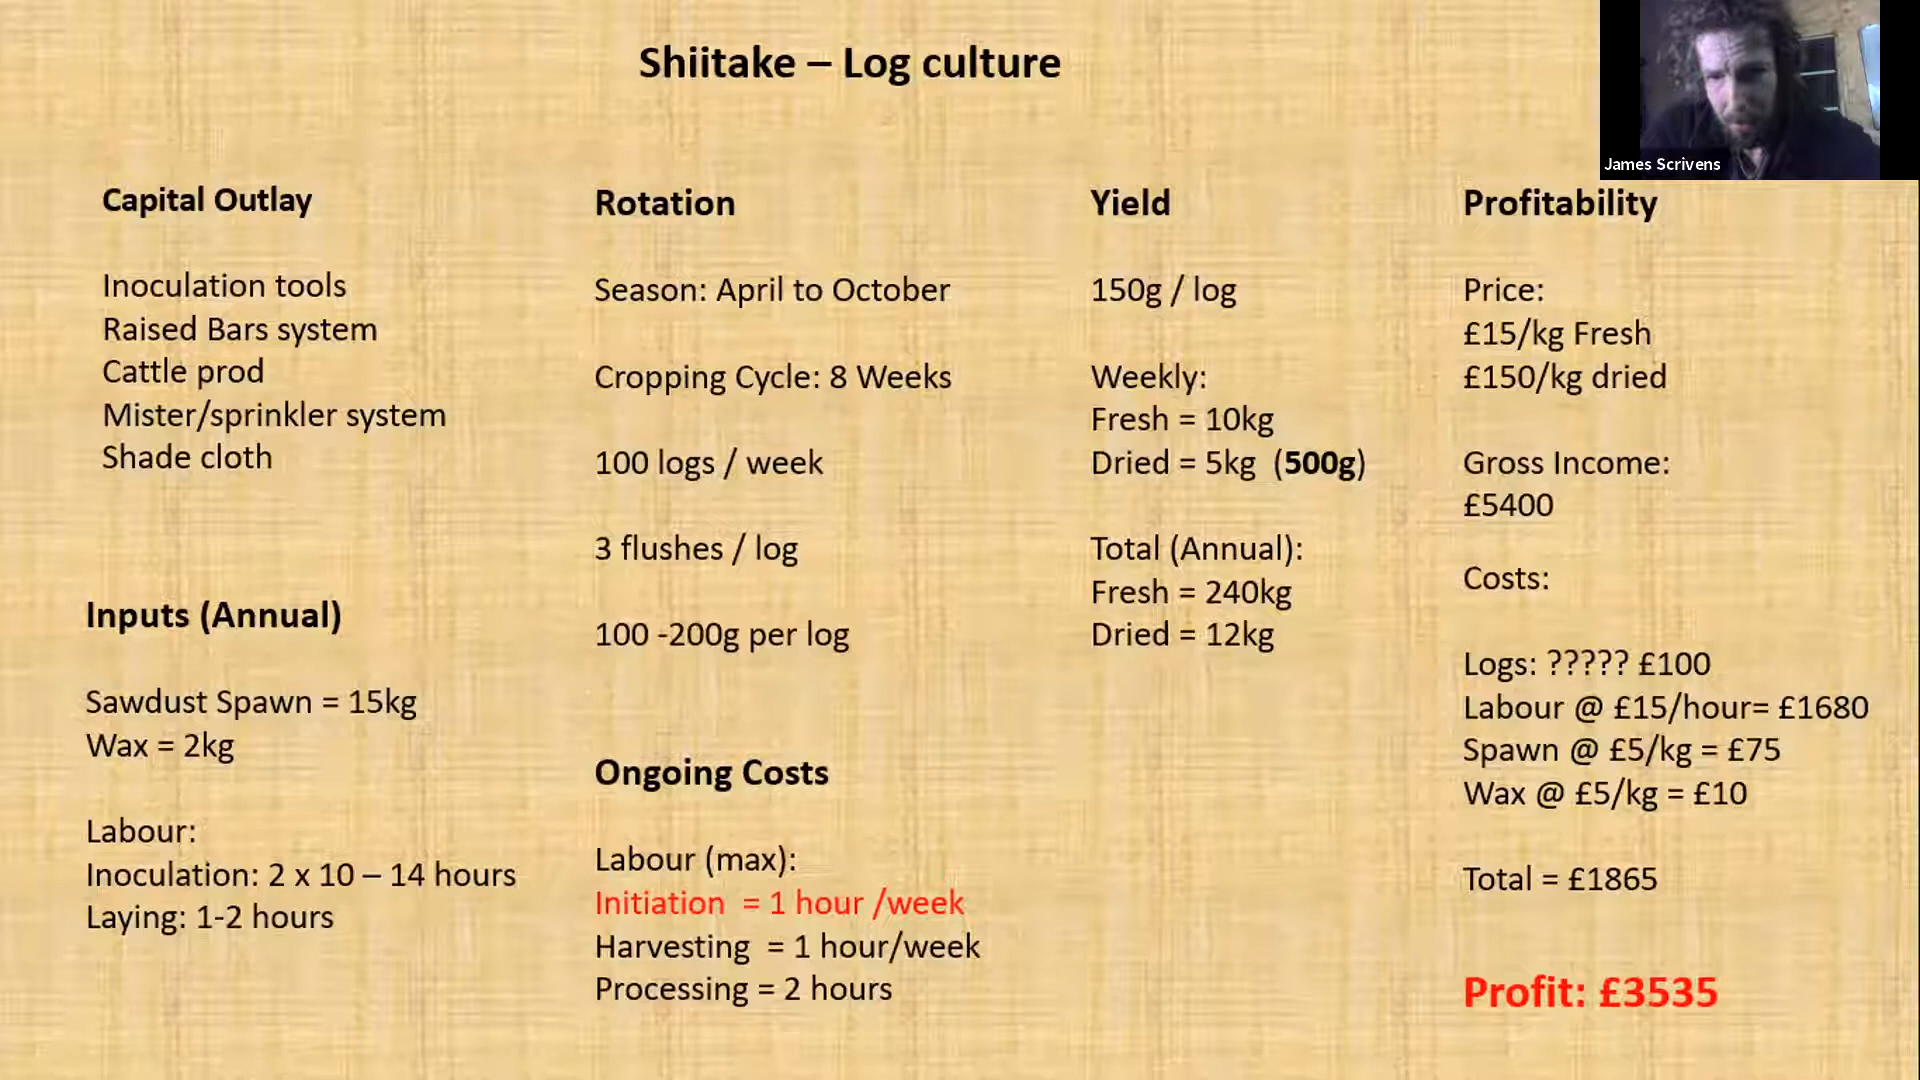 Shiitake – Log culture
James Scrivens
Capital Outlay
Inoculation tools
Raised Bars system
Cattle prod
Mister/sprinkler system
Shade cloth
Inputs (Annual)
Sawdust Spawn = 15kg
Wax = 2kg
Labour:
Inoculation: 2 x 10 – 14 hours
Laying: 1-2 hours
Rotation
Season: April to October
Cropping Cycle: 8 Weeks
100 logs / week
3 flushes / log
100 -200g per log
Ongoing Costs
Labour (max):
Initiation  = 1 hour /week
Harvesting  = 1 hour/week
Processing = 2 hours
Yield
150g / log
Weekly:
Fresh = 10kg
Dried = 5kg  (500g)
Total (Annual):
Fresh = 240kg
Dried = 12kg
Profitability
Price:
£15/kg Fresh
£150/kg dried
Gross Income:
£5400
Costs:
Logs: ????? £100
Labour @ £15/hour= £1680
Spawn @ £5/kg = £75
Wax @ £5/kg = £10
Total = £1865
Profit: £3535